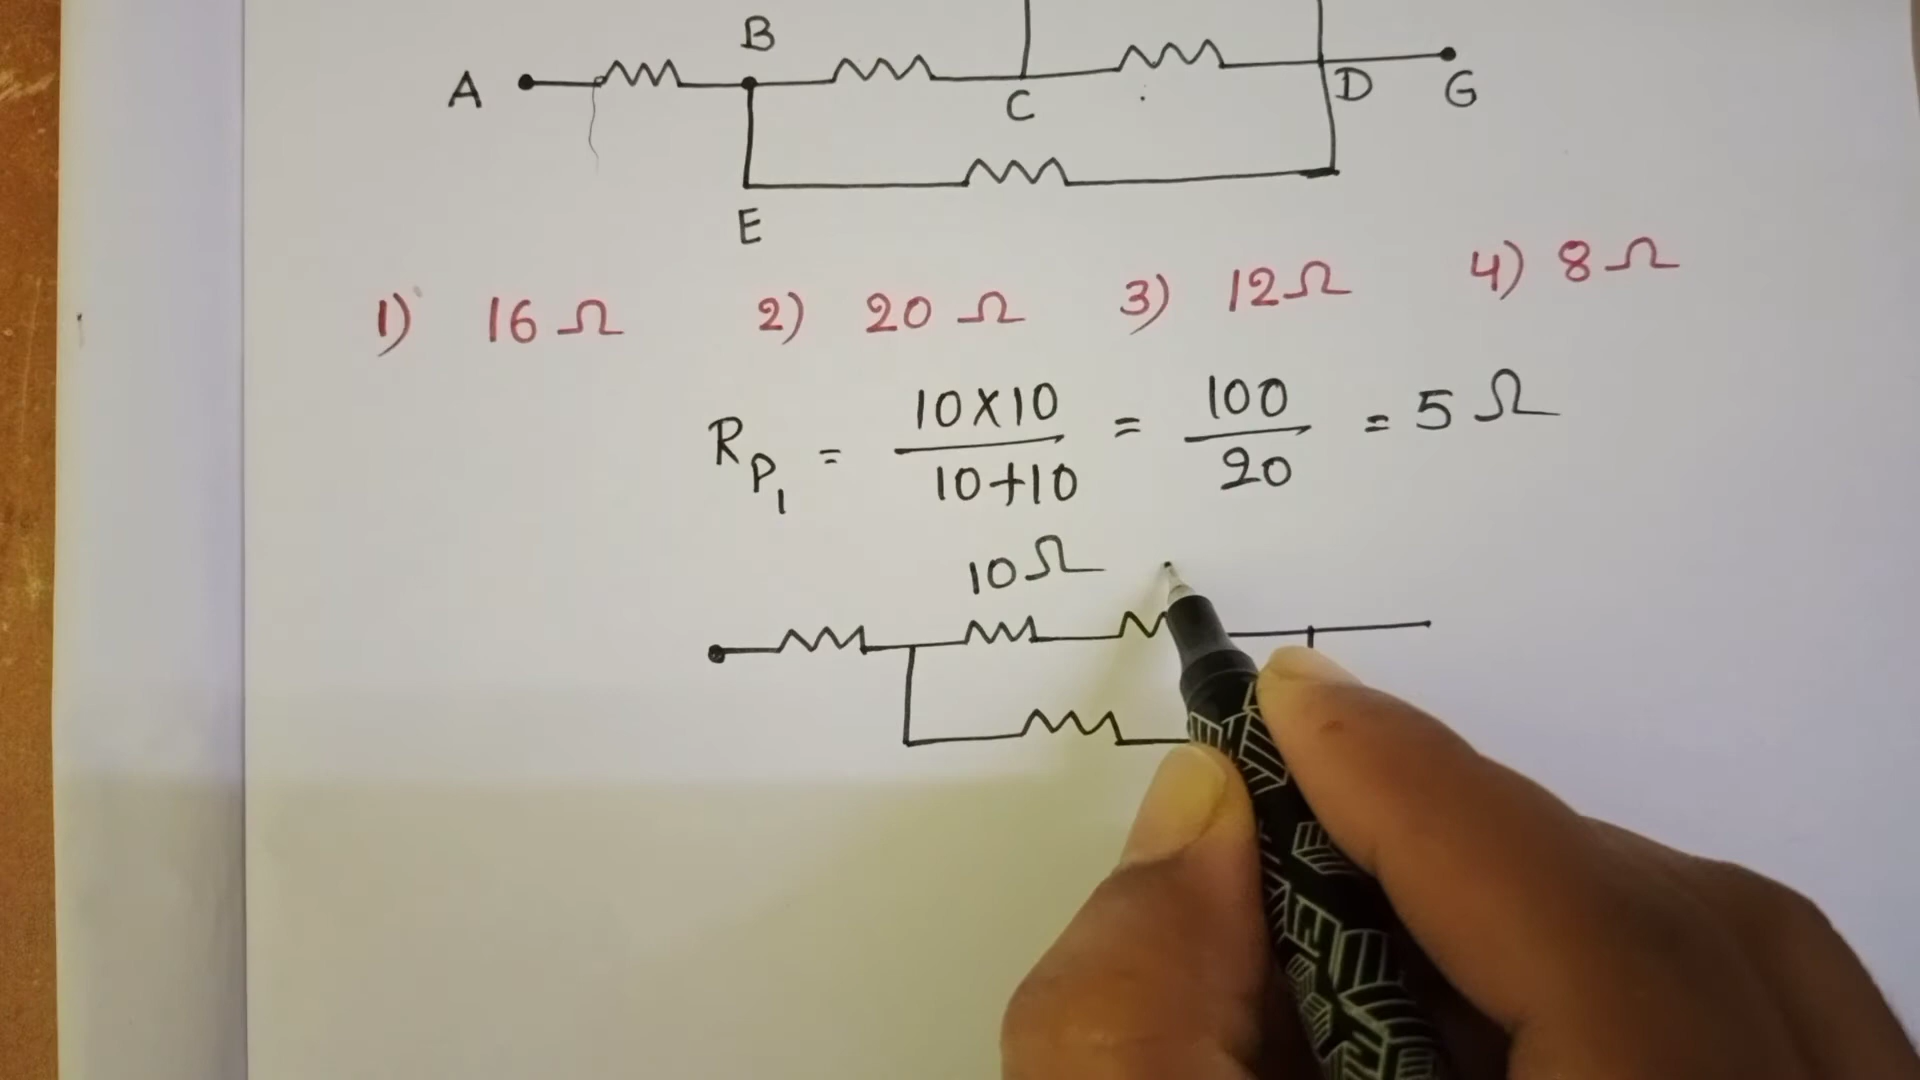 B
A C D G
E
1) 16 Ω 2) 20 Ω 3) 12 Ω 4) 8 Ω
R_P₁ = 10×10 / 10+10 = 100 / 20 = 5 Ω
10 Ω